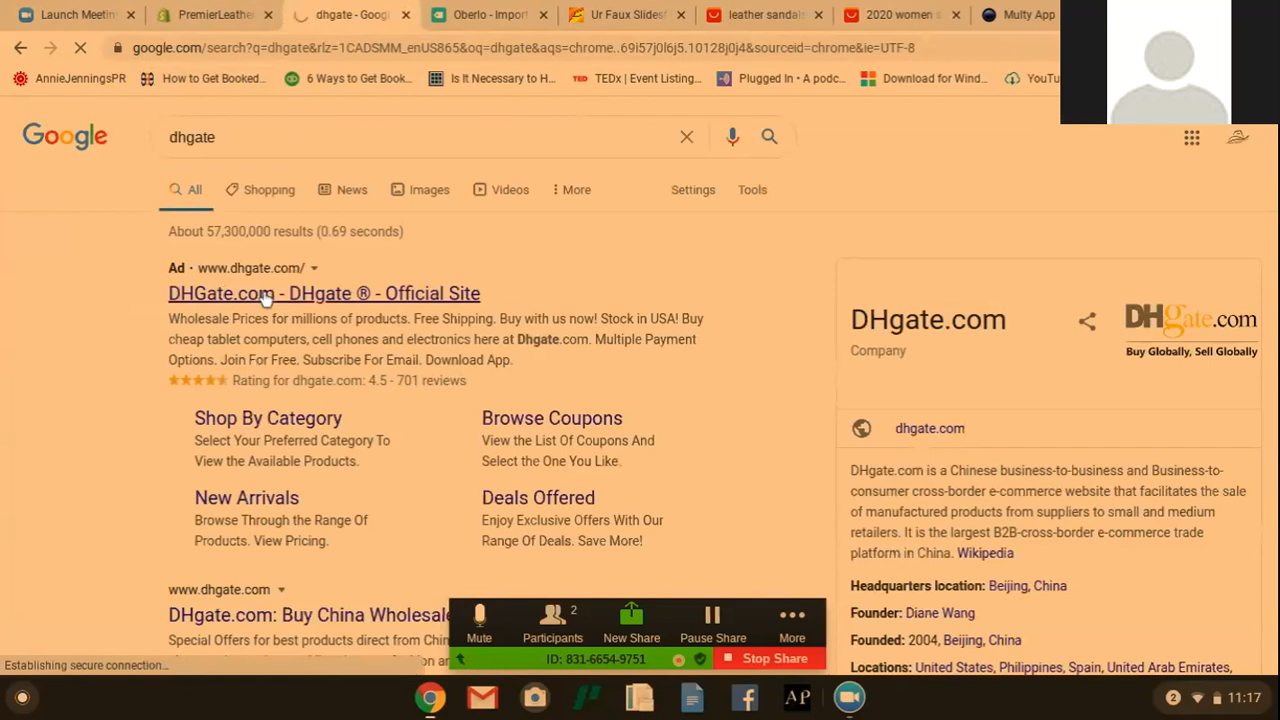 Launch Meeting
PremierLeathe
dhgate - Goog
Oberlo - Import
Ur Faux Slides
leather sandals
2020 women s
Multy App
google.com/search?q=dhgate&rlz=1CADSMM_enUS865&oq=dhgate&aqs=chrome..69i57j0l6j5.10128j0j4&sourceid=chrome&ie=UTF-8
AnnieJenningsPR
How to Get Booked...
6 Ways to Get Book...
Is It Necessary to H...
TED
TEDx | Event Listing...
Plugged In • A podc...
Download for Wind...
YouTu
Google
dhgate
All
Shopping
News
Images
Videos
More
Settings
Tools
About 57,300,000 results (0.69 seconds)
Ad · www.dhgate.com/
DHGate.com - DHgate ® - Official Site
Wholesale Prices for millions of products. Free Shipping. Buy with us now! Stock in USA! Buy
cheap tablet computers, cell phones and electronics here at Dhgate.com. Multiple Payment
Options. Join For Free. Subscribe For Email. Download App.
Rating for dhgate.com: 4.5 - 701 reviews
Shop By Category
Select Your Preferred Category To
View the Available Products.
Browse Coupons
View the List Of Coupons And
Select the One You Like.
New Arrivals
Browse Through the Range Of
Products. View Pricing.
Deals Offered
Enjoy Exclusive Offers With Our
Range Of Deals. Save More!
www.dhgate.com
DHgate.com: Buy China Wholesale
Special Offers for best products direct from Chin
DHgate.com
Company
DHgate.com
Buy Globally, Sell Globally
dhgate.com
DHgate.com is a Chinese business-to-business and Business-to-
consumer cross-border e-commerce website that facilitates the sale
of manufactured products from suppliers to small and medium
retailers. It is the largest B2B-cross-border e-commerce trade
platform in China. Wikipedia
Headquarters location: Beijing, China
Founder: Diane Wang
Founded: 2004, Beijing, China
Locations: United States, Philippines, Spain, United Arab Emirates,
Mute
Participants
2
New Share
Pause Share
More
ID: 831-6654-9751
Stop Share
Establishing secure connection...
AP
2
11:17